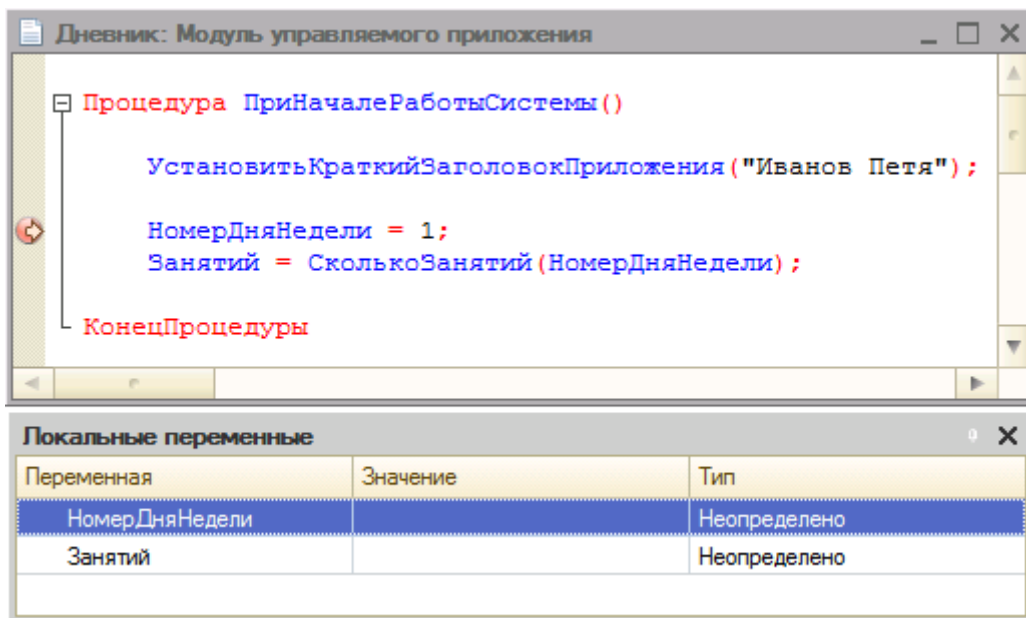 Дневник: Модуль управляемого приложения
Процедура ПриНачалеРаботыСистемы()
УстановитьКраткийЗаголовокПриложения("Иванов Петя");
НомерДняНедели = 1;
Занятий = СколькоЗанятий(НомерДняНедели);
КонецПроцедуры
Локальные переменные
Переменная Значение Тип
НомерДняНедели Неопределено
Занятий Неопределено